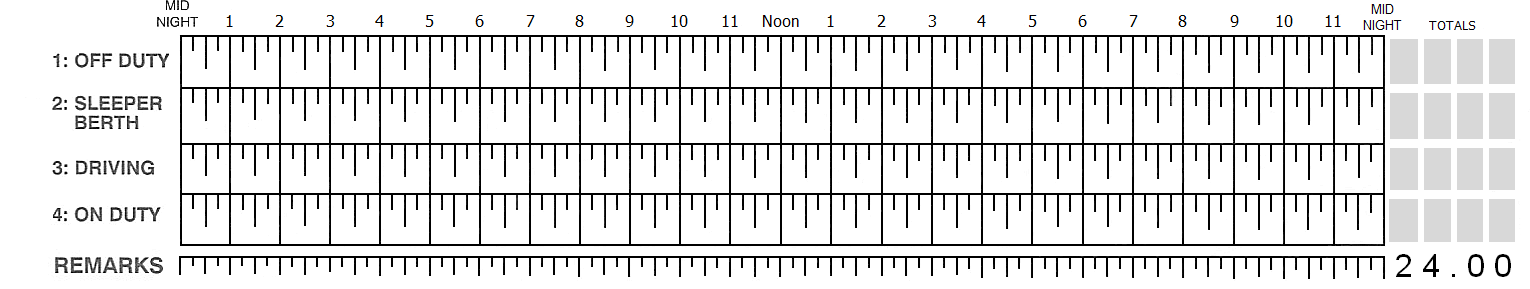 MID NIGHT 1 2 3 4 5 6 7 8 9 10 11 Noon 1 2 3 4 5 6 7 8 9 10 11 MID NIGHT TOTALS
1: OFF DUTY
2: SLEEPER
BERTH
3: DRIVING
4: ON DUTY
REMARKS 24.00